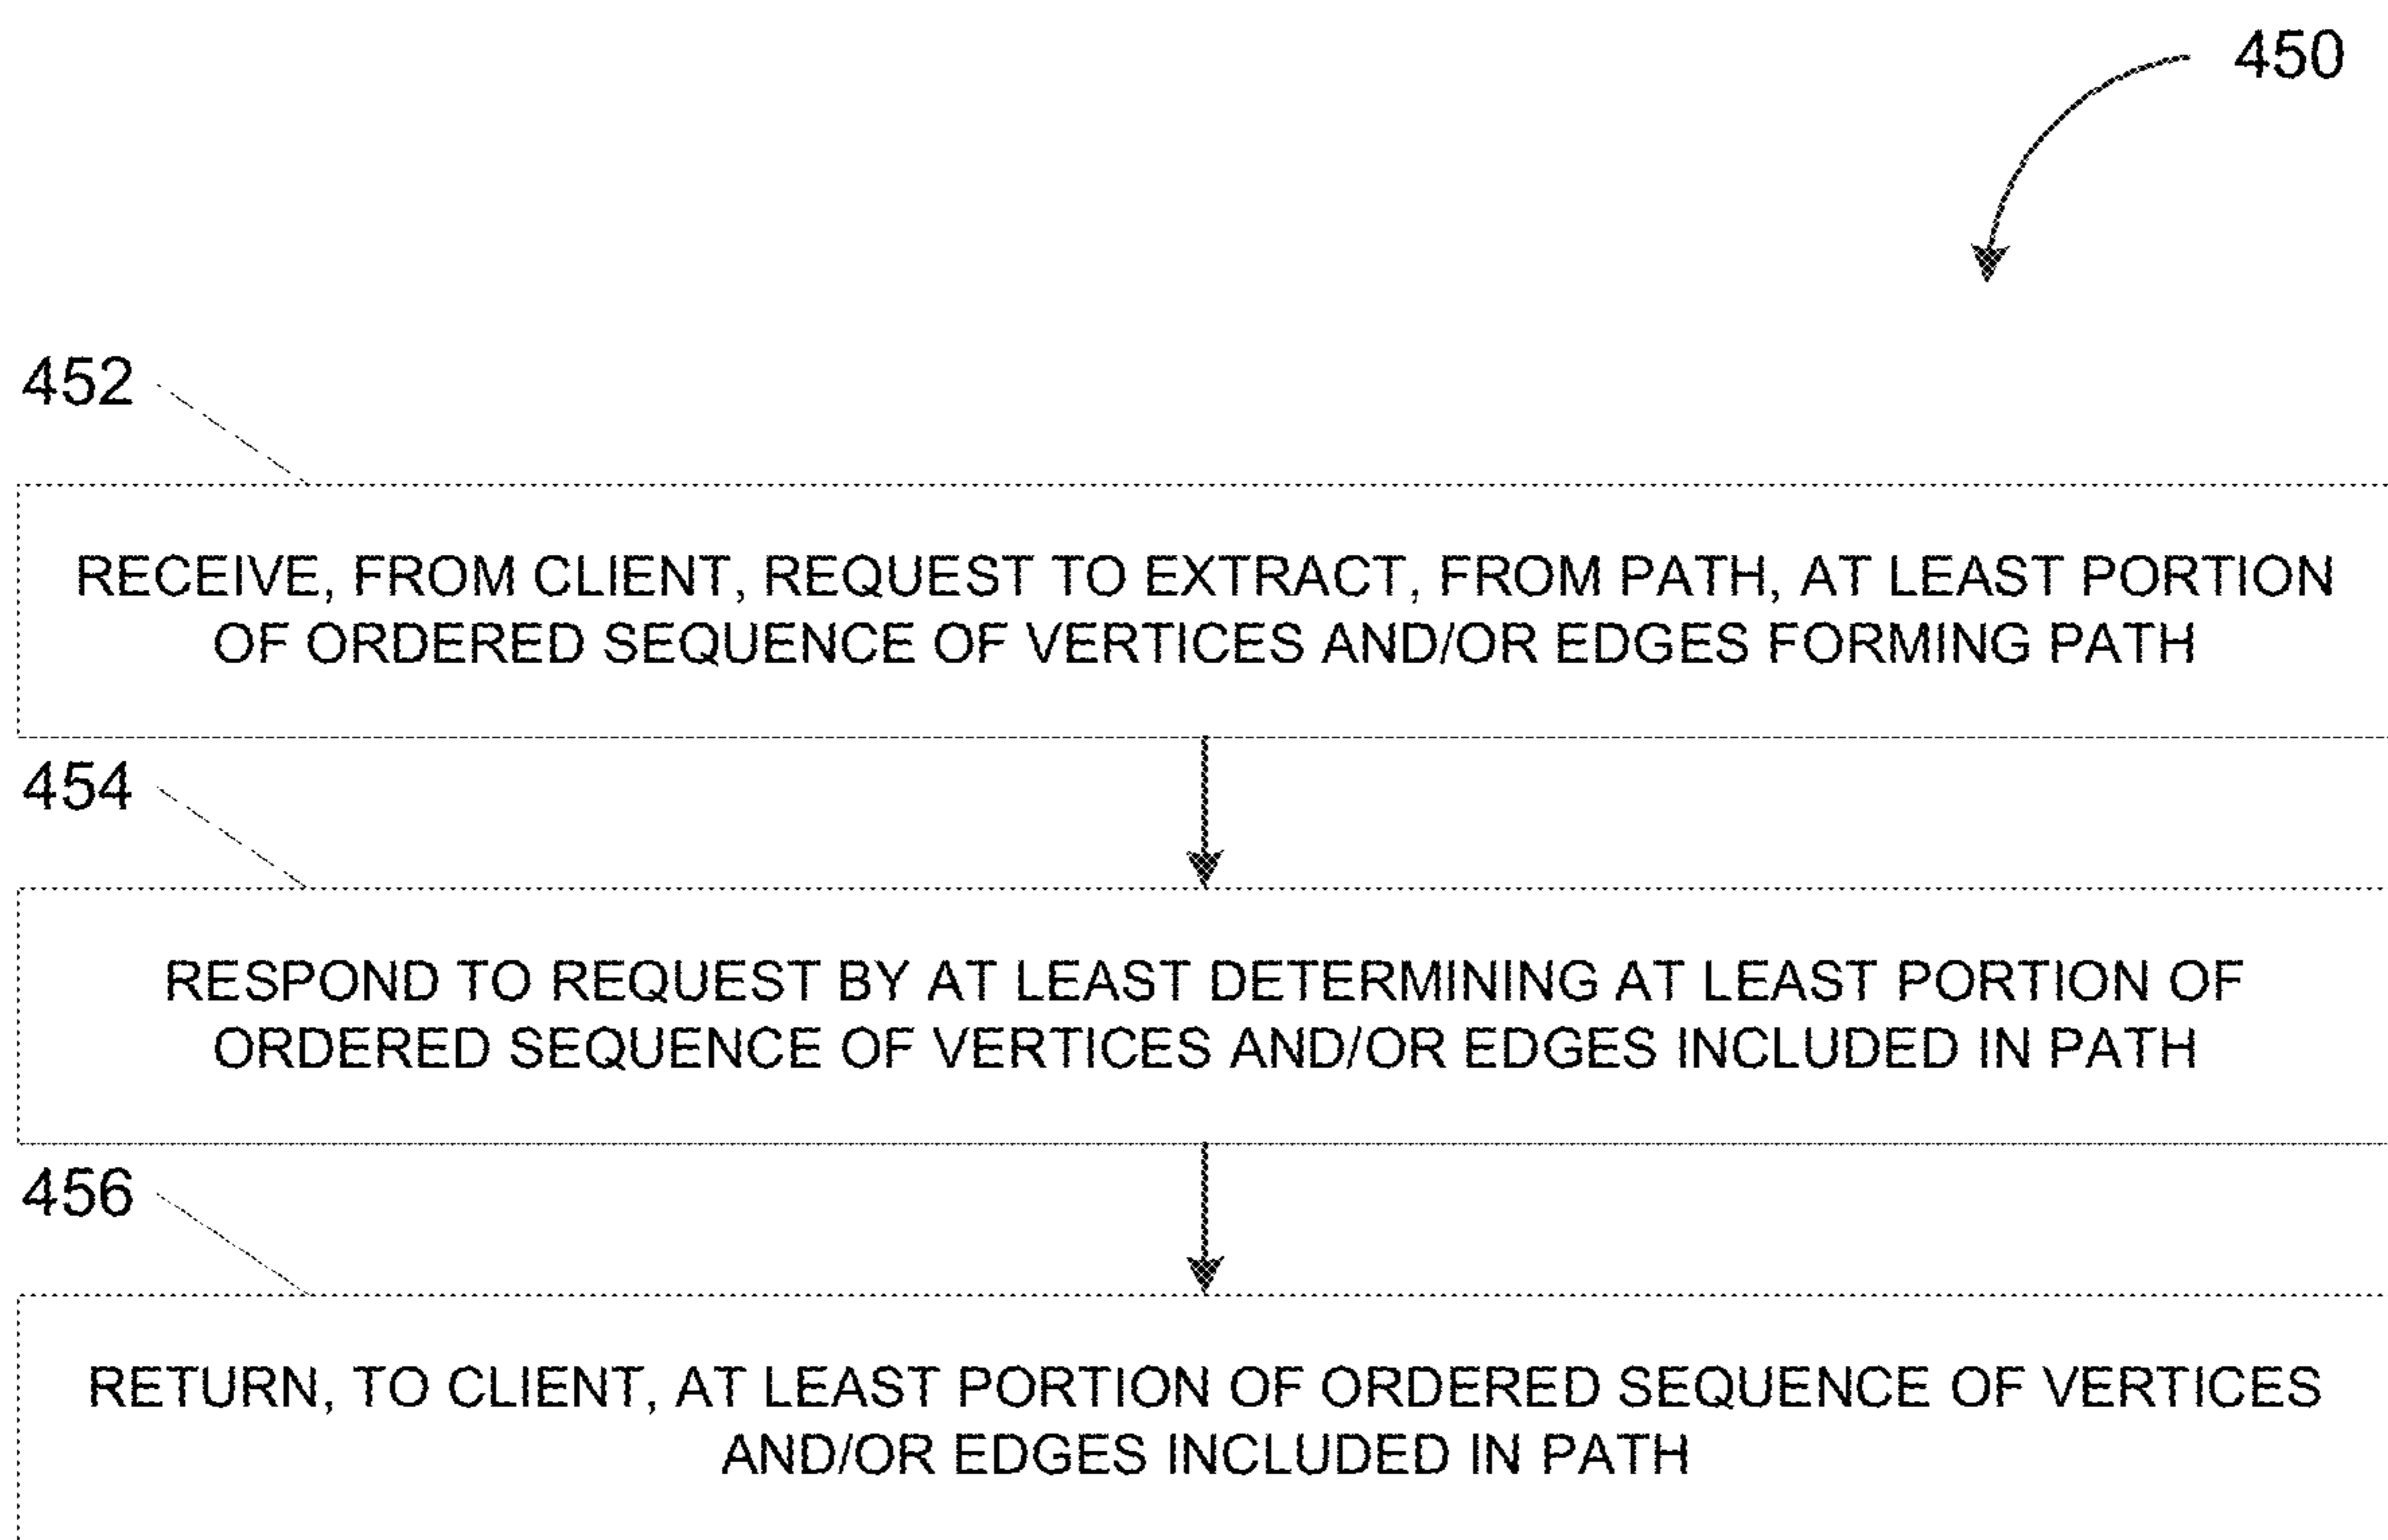 450
452
RECEIVE, FROM CLIENT, REQUEST TO EXTRACT, FROM PATH, AT LEAST PORTION
OF ORDERED SEQUENCE OF VERTICES AND/OR EDGES FORMING PATH
454
RESPOND TO REQUEST BY AT LEAST DETERMINING AT LEAST PORTION OF
ORDERED SEQUENCE OF VERTICES AND/OR EDGES INCLUDED IN PATH
456
RETURN, TO CLIENT, AT LEAST PORTION OF ORDERED SEQUENCE OF VERTICES
AND/OR EDGES INCLUDED IN PATH